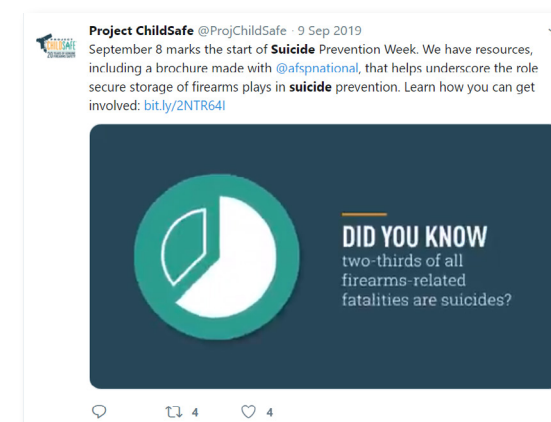 Project ChildSafe @ProjChildSafe · 9 Sep 2019
September 8 marks the start of Suicide Prevention Week. We have resources,
including a brochure made with @afspnational, that helps underscore the role
secure storage of firearms plays in suicide prevention. Learn how you can get
involved: bit.ly/2NTR64I
DID YOU KNOW
two-thirds of all
firearms-related
fatalities are suicides?
4 4